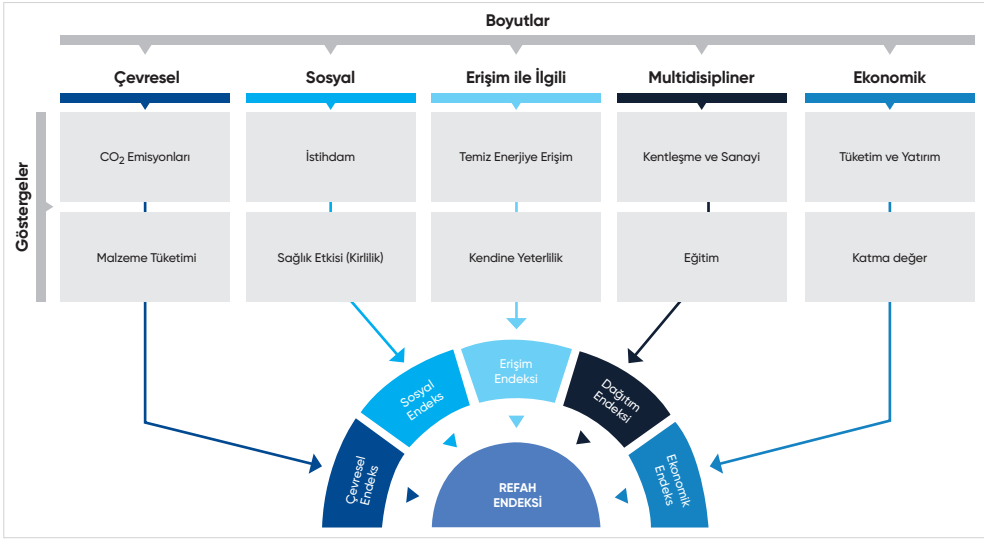 Boyutlar
Çevresel
Sosyal
Erişim ile İlgili
Multidisipliner
Ekonomik
Göstergeler
CO₂ Emisyonları
İstihdam
Temiz Enerjiye Erişim
Kentleşme ve Sanayi
Tüketim ve Yatırım
Malzeme Tüketimi
Sağlık Etkisi (Kirlilik)
Kendine Yeterlilik
Eğitim
Katma değer
Çevresel
Endeks
Sosyal
Endeks
Erişim
Endeksi
Dağıtım
Endeksi
Ekonomik
Endeks
REFAH
ENDEKSİ